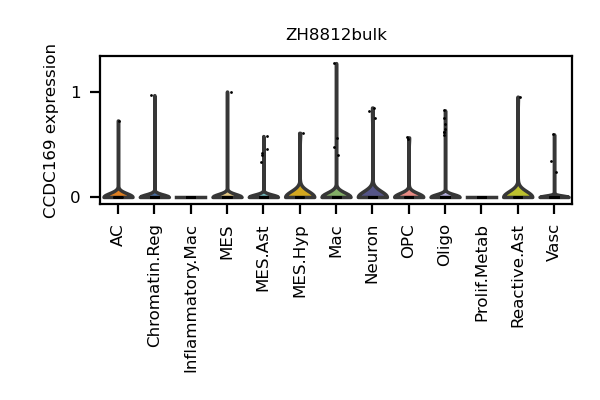 ZH8812bulk
CCDC169 expression
1
0
AC
Chromatin.Reg
Inflammatory.Mac
MES
MES.Ast
MES.Hyp
Mac
Neuron
OPC
Oligo
Prolif.Metab
Reactive.Ast
Vasc